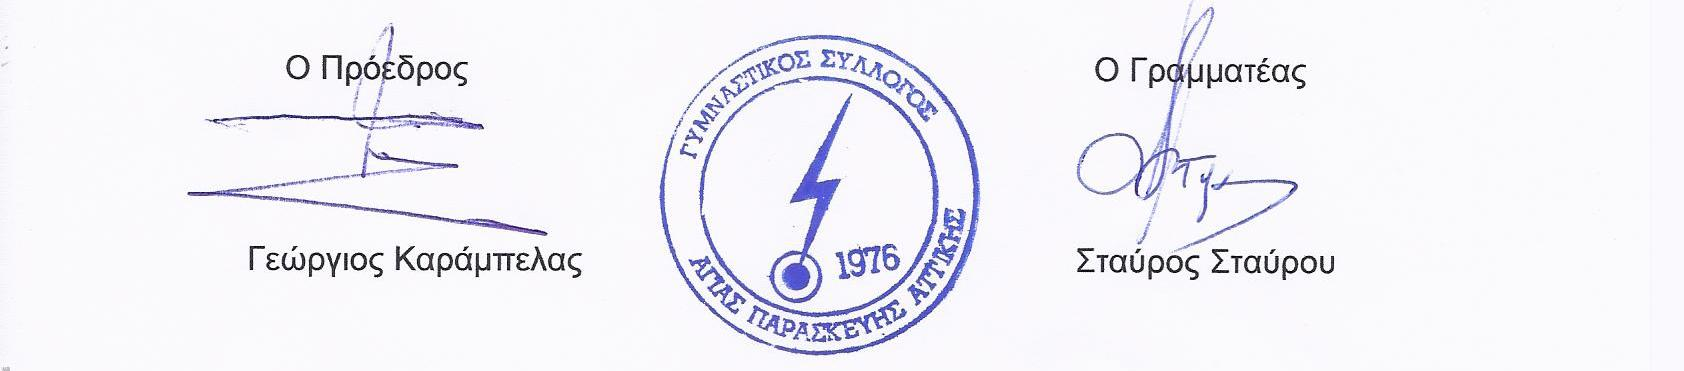 Ο Πρόεδρος
Γεώργιος Καράμπελας
ΓΥΜΝΑΣΤΙΚΟΣ ΣΥΛΛΟΓΟΣ
1976
ΑΓΙΑΣ ΠΑΡΑΣΚΕΥΗΣ ΑΤΤΙΚΗΣ
Ο Γραμματέας
Σταύρος Σταύρου